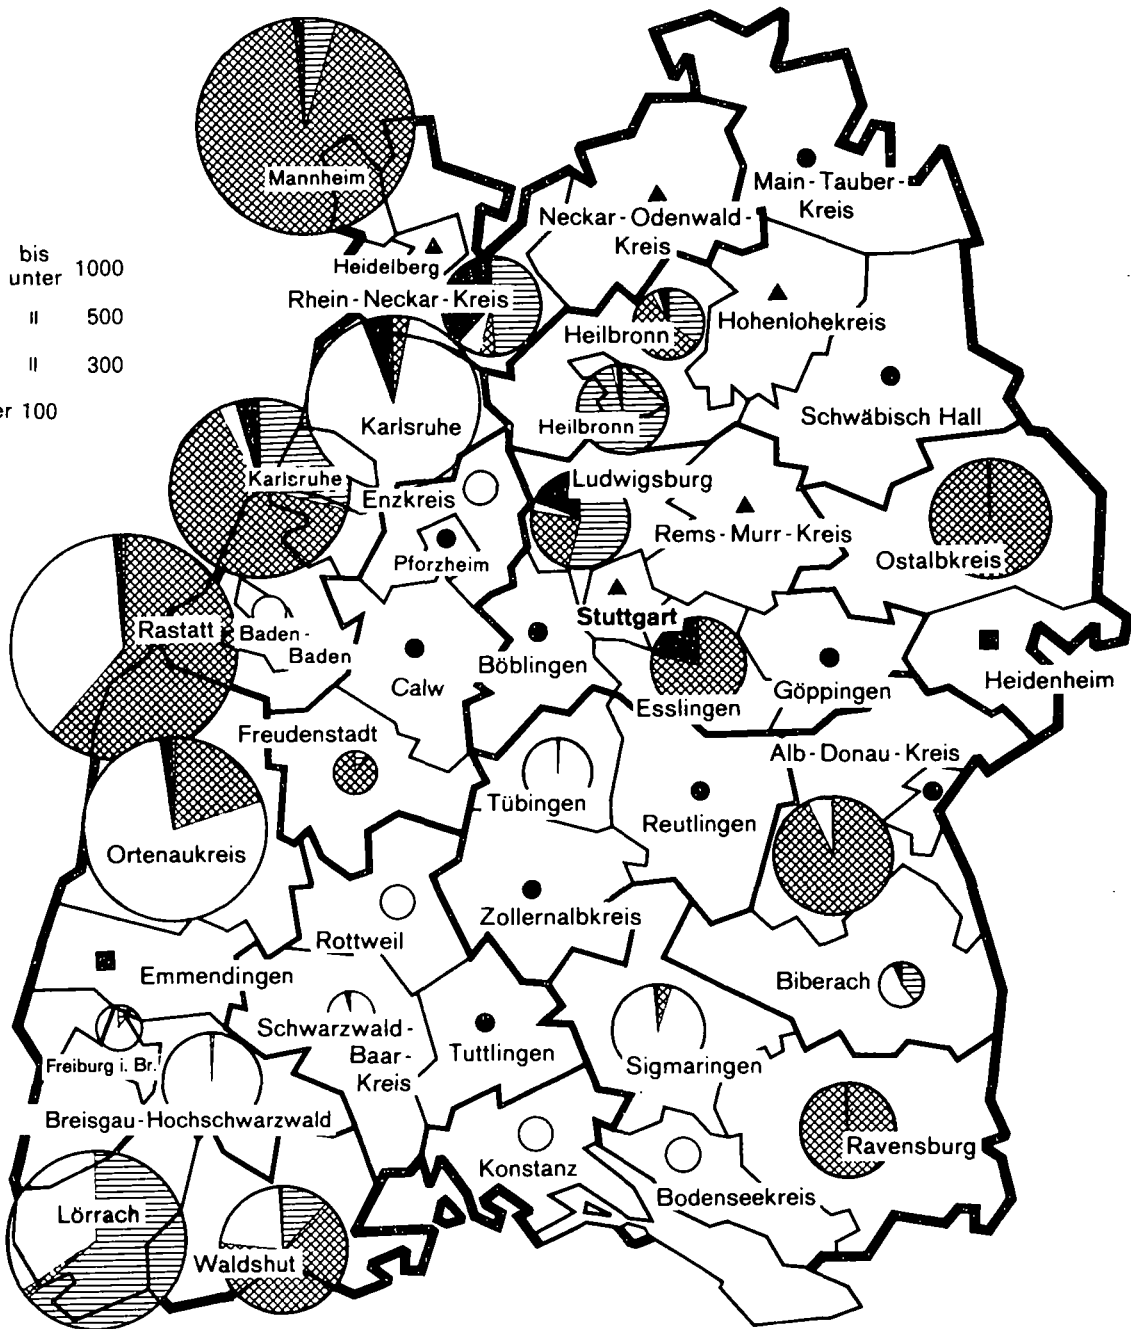 Mannheim
Main-Tauber-
Kreis
Neckar-Odenwald-
Kreis
bis
unter 1000
" 500
" 300
er 100
Heidelberg
Rhein-Neckar-Kreis
Heilbronn
Hohenlohekreis
Karlsruhe
Heilbronn
Schwäbisch Hall
Karlsruhe
Enzkreis
Ludwigsburg
Pforzheim
Rems-Murr-Kreis
Ostalbkreis
Stuttgart
Rastatt
Baden-
Baden
Calw
Böblingen
Esslingen
Göppingen
Heidenheim
Freudenstadt
Alb-Donau-Kreis
Tübingen
Reutlingen
Ortenaukreis
Zollernalbkreis
Rottweil
Emmendingen
Biberach
Schwarzwald-
Baar-
Kreis
Tuttlingen
Sigmaringen
Freiburg i. Br.
Breisgau-Hochschwarzwald
Ravensburg
Konstanz
Bodenseekreis
Lörrach
Waldshut